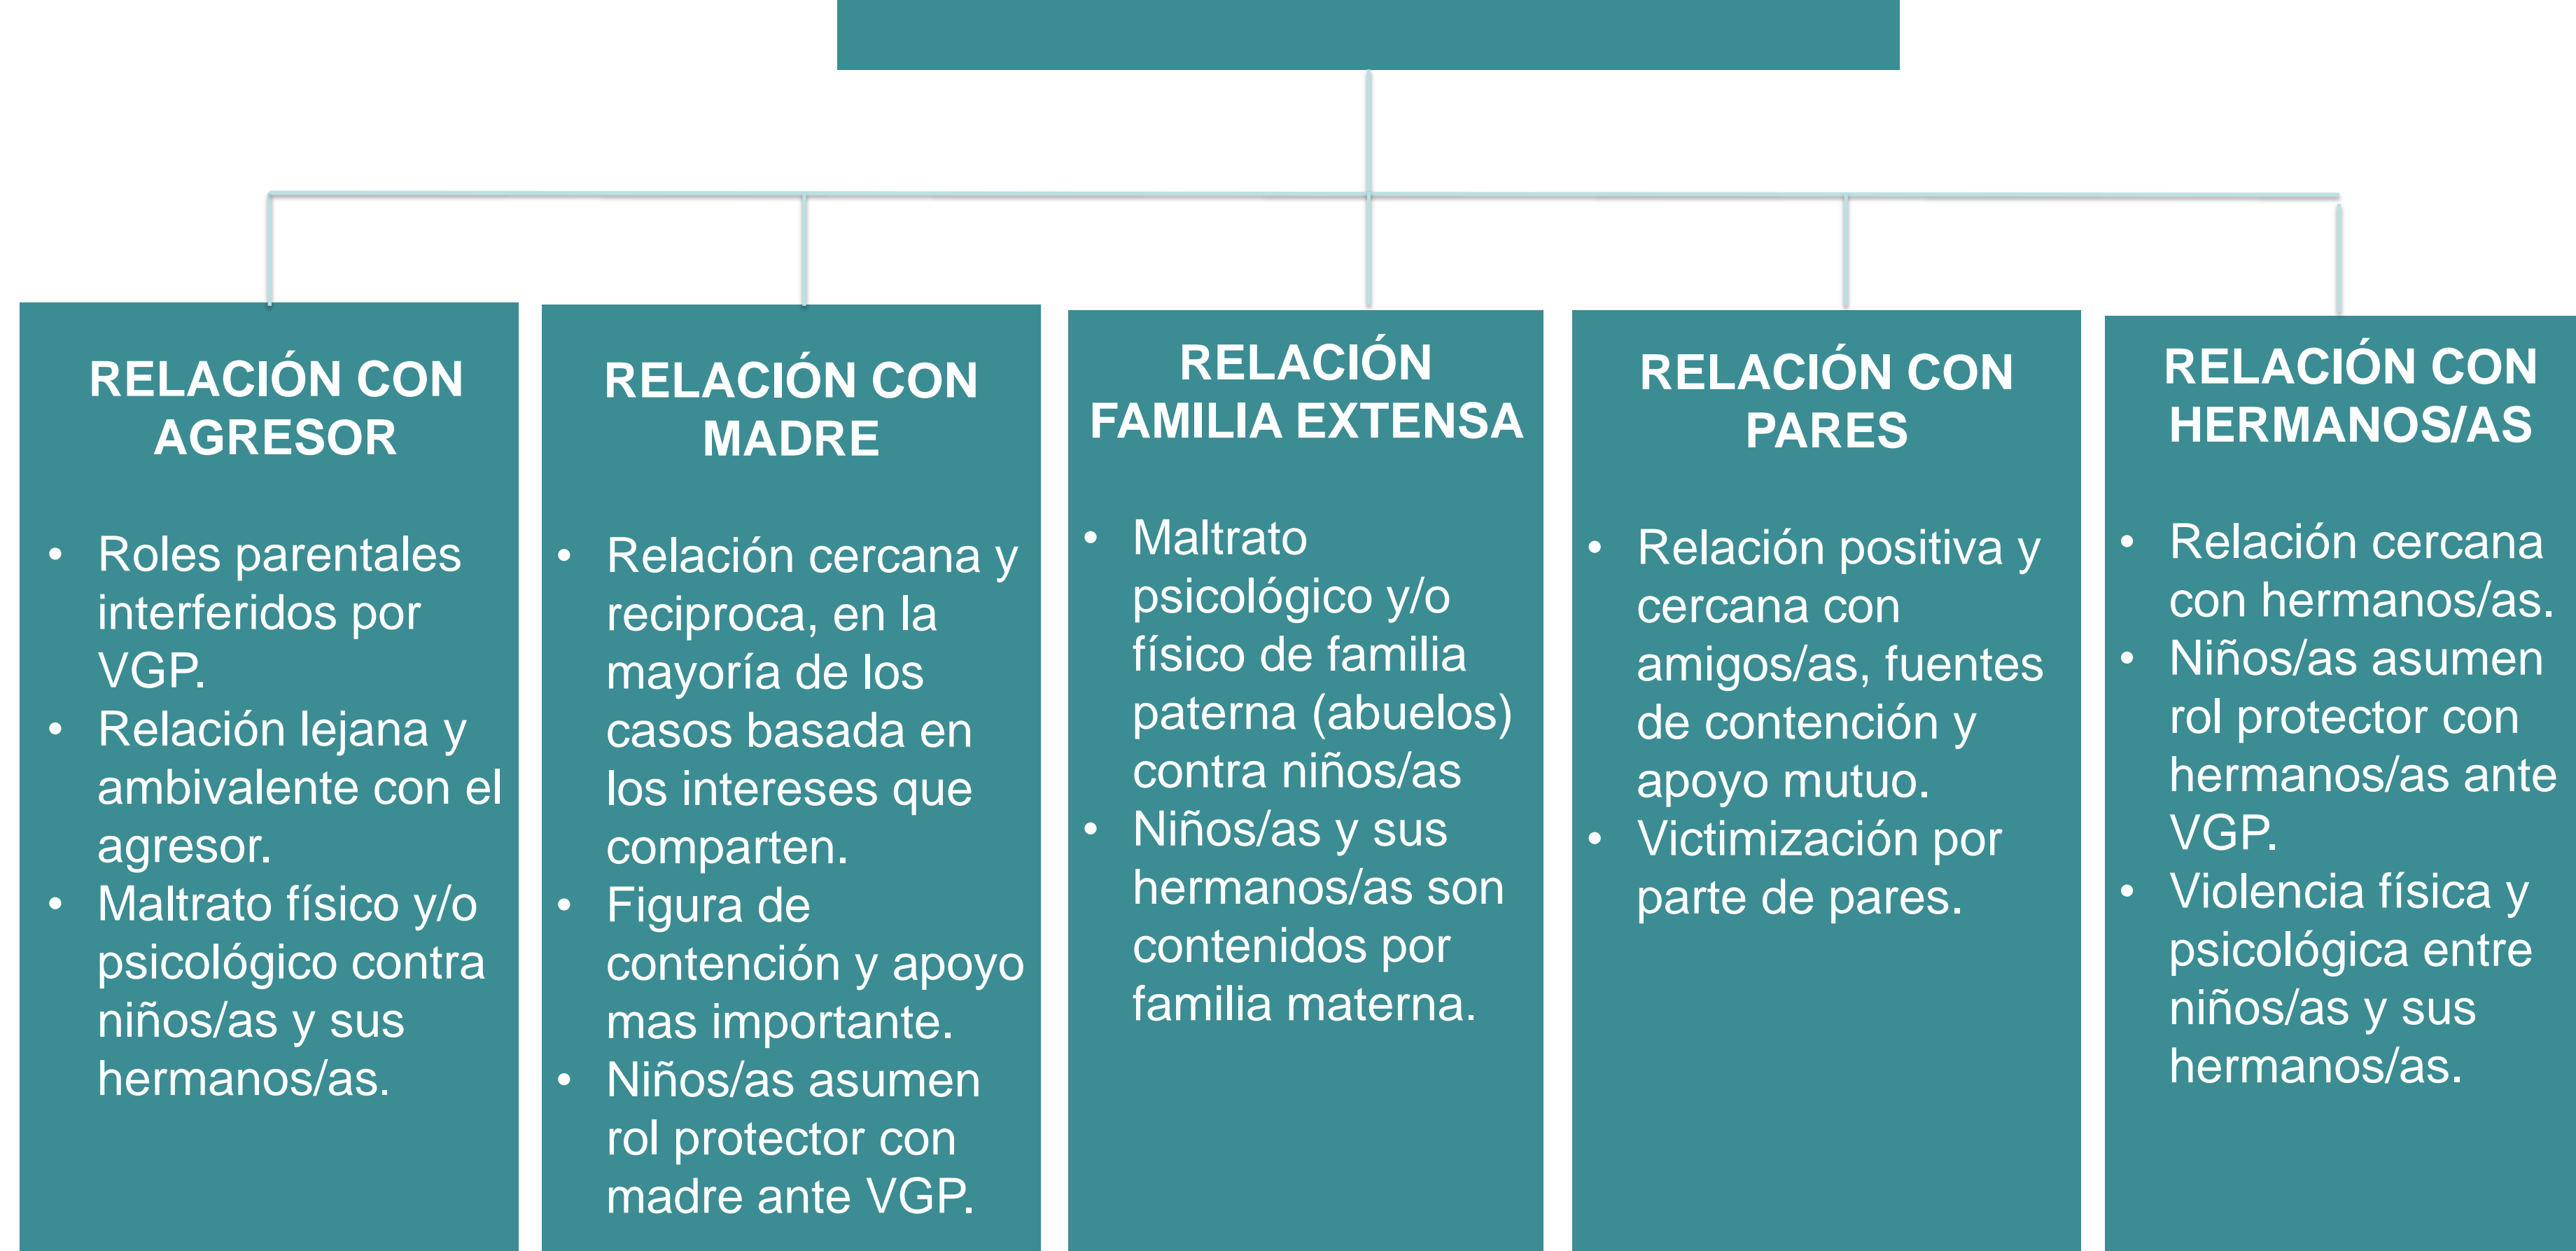 RELACIÓN CON
AGRESOR
• Roles parentales
interferidos por
VGP.
• Relación lejana y
ambivalente con el
agresor.
• Maltrato físico y/o
psicológico contra
niños/as y sus
hermanos/as.
RELACIÓN CON
MADRE
• Relación cercana y
reciproca, en la
mayoría de los
casos basada en
los intereses que
comparten.
• Figura de
contención y apoyo
mas importante.
• Niños/as asumen
rol protector con
madre ante VGP.
RELACIÓN
FAMILIA EXTENSA
• Maltrato
psicológico y/o
físico de familia
paterna (abuelos)
contra niños/as
• Niños/as y sus
hermanos/as son
contenidos por
familia materna.
RELACIÓN CON
PARES
• Relación positiva y
cercana con
amigos/as, fuentes
de contención y
apoyo mutuo.
• Victimización por
parte de pares.
RELACIÓN CON
HERMANOS/AS
• Relación cercana
con hermanos/as.
• Niños/as asumen
rol protector con
hermanos/as ante
VGP.
• Violencia física y
psicológica entre
niños/as y sus
hermanos/as.